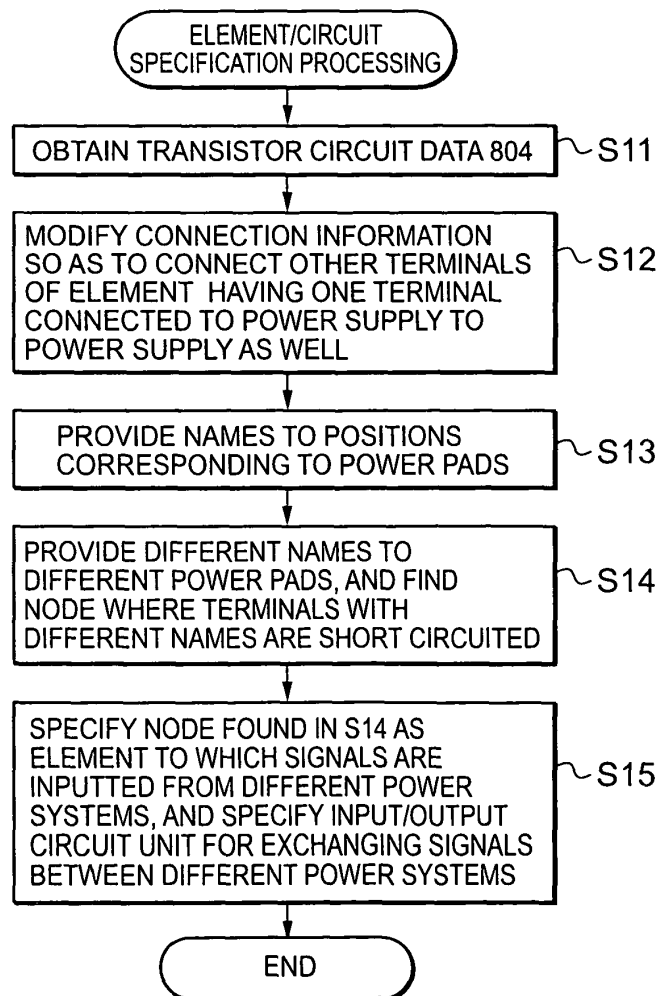 ELEMENT/CIRCUIT
SPECIFICATION PROCESSING
OBTAIN TRANSISTOR CIRCUIT DATA 804
S11
MODIFY CONNECTION INFORMATION
SO AS TO CONNECT OTHER TERMINALS
OF ELEMENT HAVING ONE TERMINAL
CONNECTED TO POWER SUPPLY TO
POWER SUPPLY AS WELL
S12
PROVIDE NAMES TO POSITIONS
CORRESPONDING TO POWER PADS
S13
PROVIDE DIFFERENT NAMES TO
DIFFERENT POWER PADS, AND FIND
NODE WHERE TERMINALS WITH
DIFFERENT NAMES ARE SHORT CIRCUITED
S14
SPECIFY NODE FOUND IN S14 AS
ELEMENT TO WHICH SIGNALS ARE
INPUTTED FROM DIFFERENT POWER
SYSTEMS, AND SPECIFY INPUT/OUTPUT
CIRCUIT UNIT FOR EXCHANGING SIGNALS
BETWEEN DIFFERENT POWER SYSTEMS
S15
END